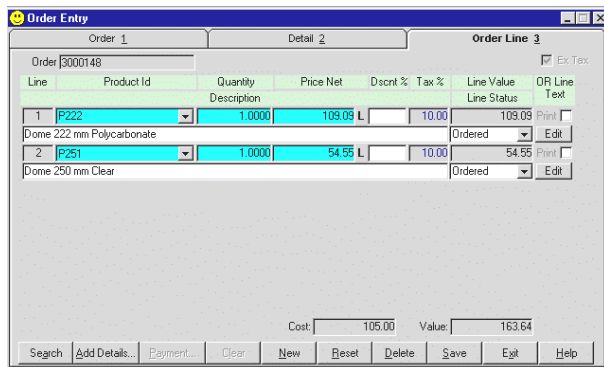 Order Entry
Order 1 Detail 2 Order Line 3
Order 3000148 Ex Tax
Line Product Id Quantity Price Net Dscnt % Tax % Line Value OR Line
Description Line Status Text
1 P222 1.0000 109.09 L 10.00 109.09 Print
Dome 222 mm Polycarbonate Ordered Edit
2 P251 1.0000 54.55 L 10.00 54.55 Print
Dome 250 mm Clear Ordered Edit
Cost: 105.00 Value: 163.64
Search Add Details... Payment... Clear New Reset Delete Save Exit Help